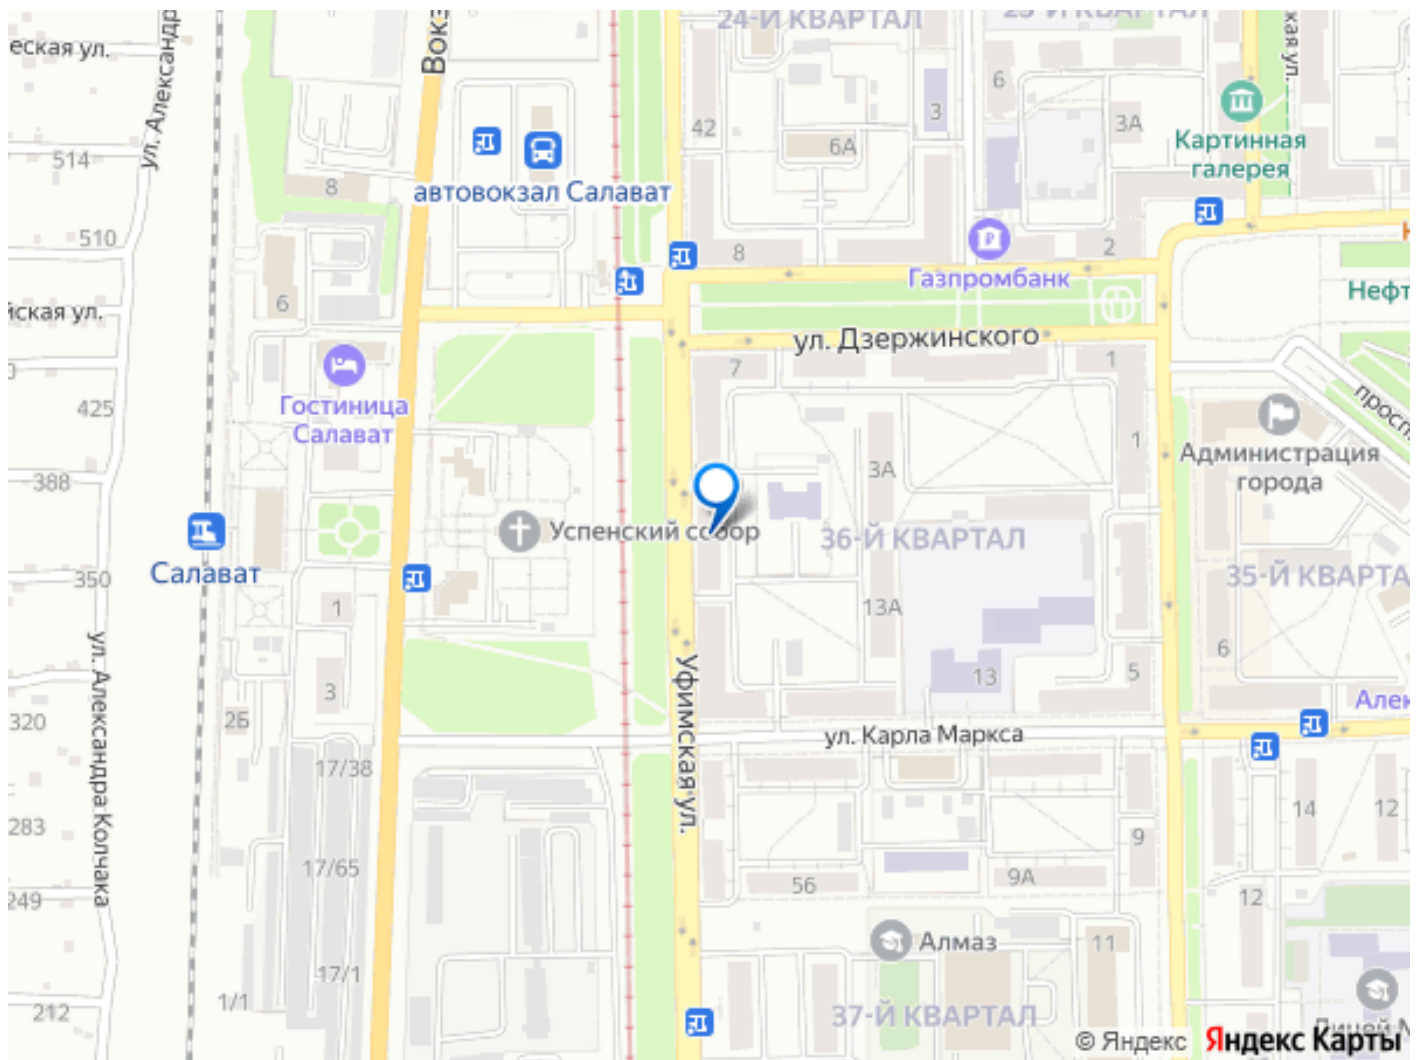 24-Й КВАРТАЛ
23-Й КВАРТАЛ
еская ул.
ул. Александр
Вокз
6
3
42
6А
3А
Картинная
галерея
514
8
автовокзал Салават
510
8
2
Газпромбанк
6
йская ул.
Нефт
ул. Дзержинского
7
1
425
Гостиница
Салават
1
3А
Администрация
города
388
Успенский собор
36-Й КВАРТАЛ
Салават
350
35-Й КВАРТА
1
13А
6
ул. Александра Колчака
3
13
5
2Б
320
Уфимская ул.
Алек
ул. Карла Маркса
17/38
14
12
283
9
17/65
56
9А
249
12
Алмаз
11
17/1
1/1
212
37-Й КВАРТАЛ
© Яндекс
Яндекс Карты